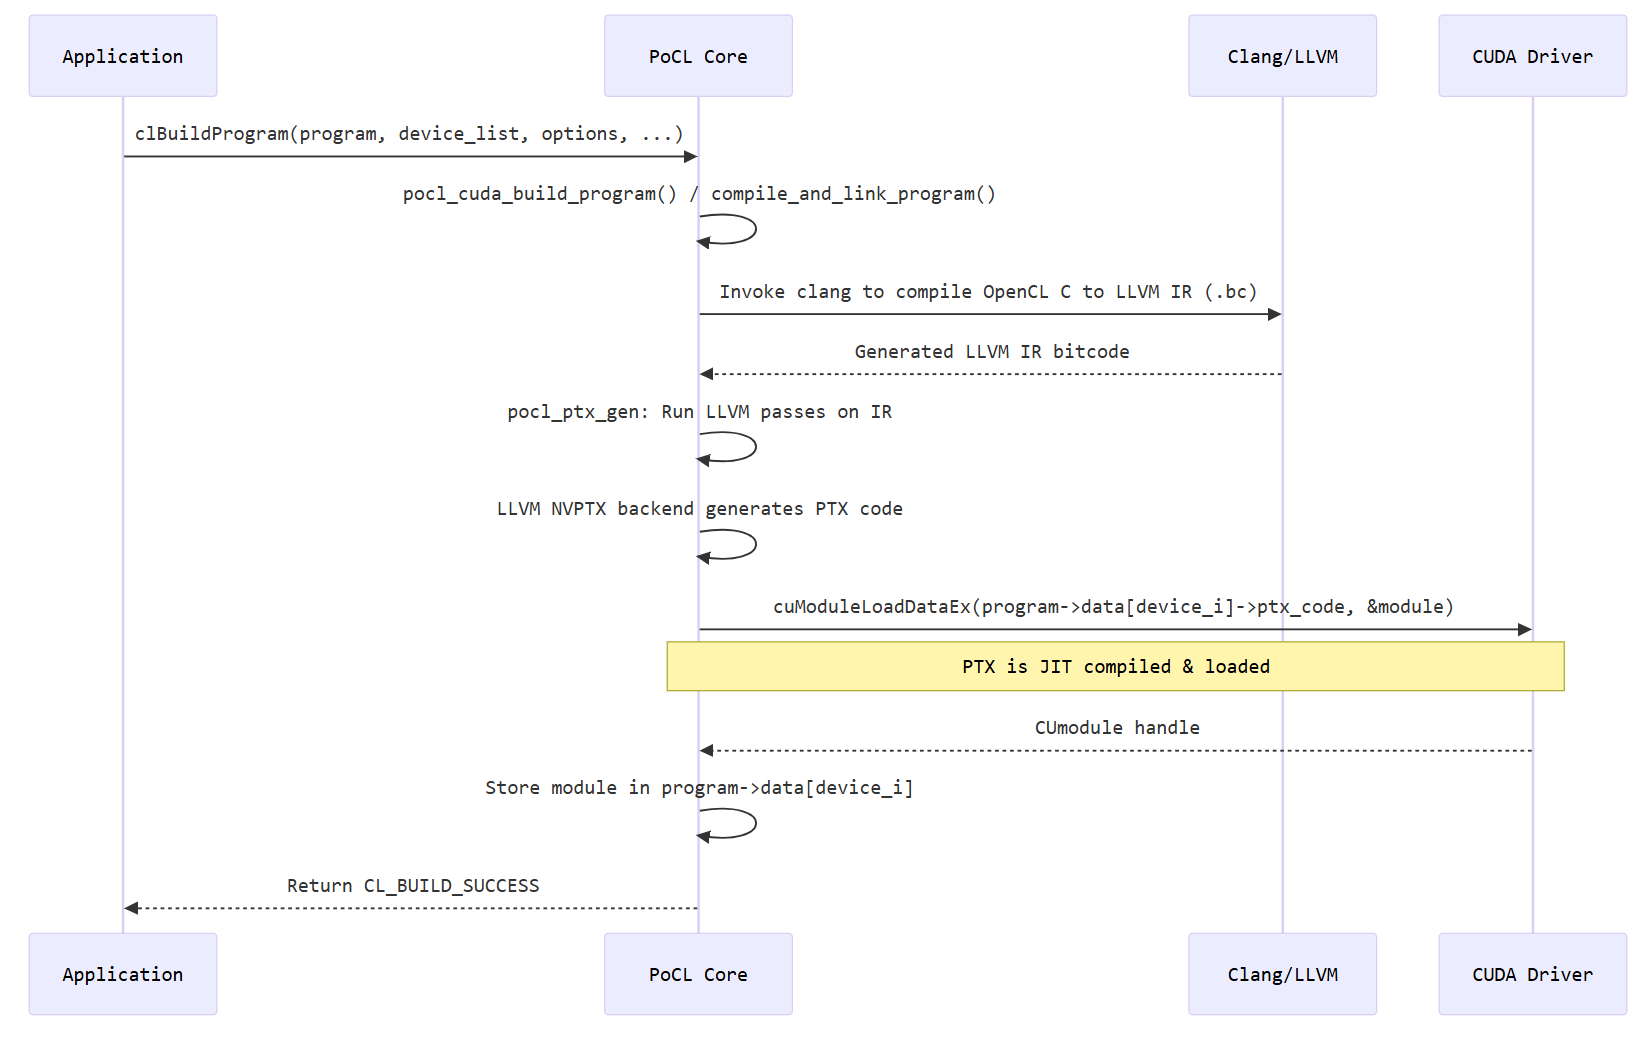 Application
PoCL Core
Clang/LLVM
CUDA Driver
clBuildProgram(program, device_list, options, ...)
pocl_cuda_build_program() / compile_and_link_program()
Invoke clang to compile OpenCL C to LLVM IR (.bc)
Generated LLVM IR bitcode
pocl_ptx_gen: Run LLVM passes on IR
LLVM NVPTX backend generates PTX code
cuModuleLoadDataEx(program->data[device_i]->ptx_code, &module)
PTX is JIT compiled & loaded
CUmodule handle
Store module in program->data[device_i]
Return CL_BUILD_SUCCESS
Application
PoCL Core
Clang/LLVM
CUDA Driver